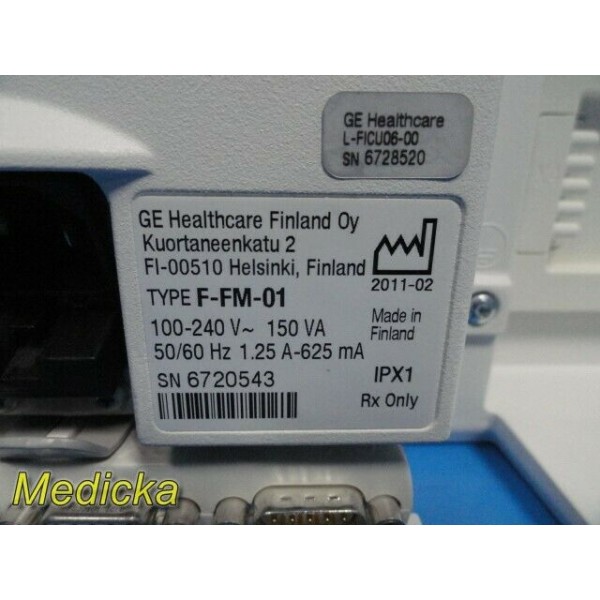 GE Healthcare
L-FICU06-00
SN 6728520
GE Healthcare Finland Oy
Kuortaneenkatu 2
FI-00510 Helsinki, Finland
2011-02
TYPE F-FM-01
100-240 V~ 150 VA
Made in
Finland
50/60 Hz 1.25 A-625 mA
SN 6720543
IPX1
Rx Only
Medicka